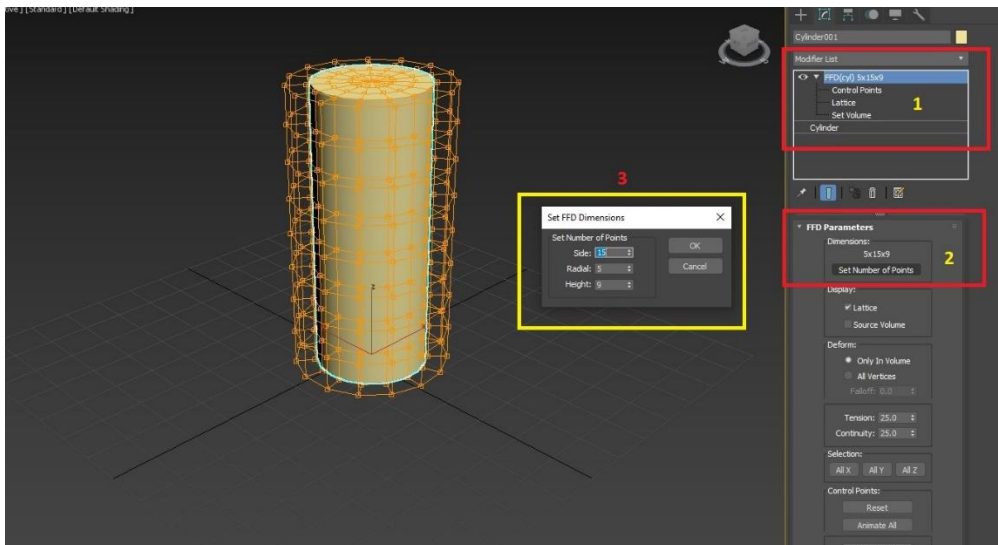 ive ] [Standard ] [Default Shading ]
Cylinder001
Modifier List
FFD(cyl) 5x15x9
Control Points
Lattice
Set Volume
Cylinder
1
3
Set FFD Dimensions
Set Number of Points
Side: 15
OK
Radial: 5
Cancel
Height: 9
z
FFD Parameters
Dimensions:
5x15x9
Set Number of Points
2
Display:
Lattice
Source Volume
Deform:
Only In Volume
All Vertices
Falloff: 0.0
Tension: 25.0
Continuity: 25.0
Selection:
All X All Y All Z
Control Points:
Reset
Animate All